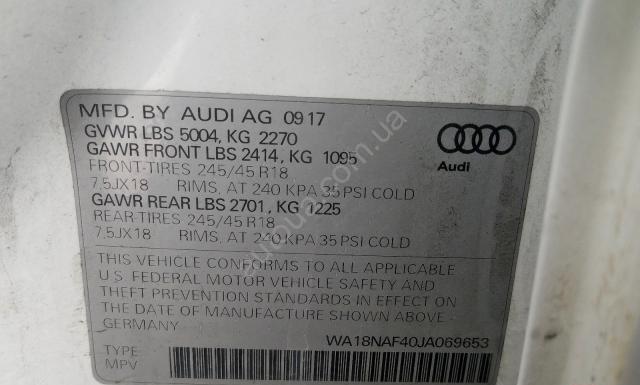 MFD. BY AUDI AG 09 17
GVWR LBS 5004, KG 2270
GAWR FRONT LBS 2414, KG 1095
FRONT-TIRES 245/45 R18
7,5JX18 RIMS, AT 240 KPA 35 PSI COLD
GAWR REAR LBS 2701, KG 1225
REAR-TIRES 245/45 R18
7,5JX18 RIMS, AT 240 KPA 35 PSI COLD
Audi
THIS VEHICLE CONFORMS TO ALL APPLICABLE
U.S. FEDERAL MOTOR VEHICLE SAFETY AND
THEFT PREVENTION STANDARDS IN EFFECT ON
THE DATE OF MANUFACTURE SHOWN ABOVE.
GERMANY
WA18NAF40JA069653
TYPE
MPV
autoua.com.ua